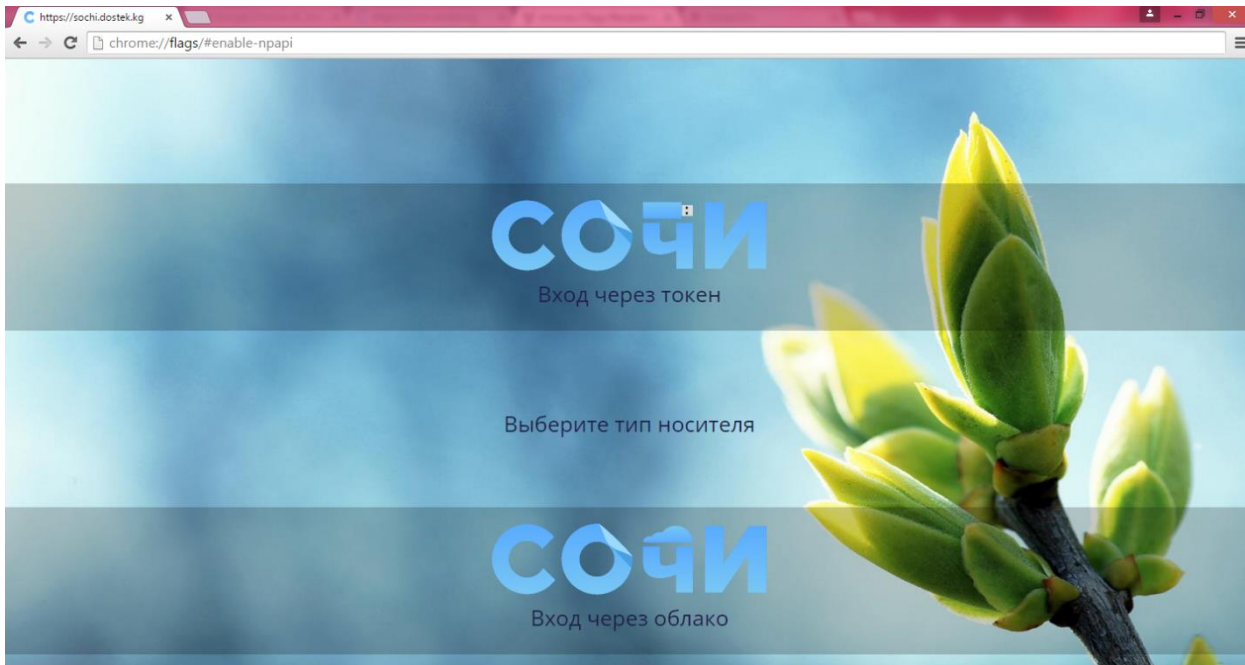 https://sochi.dostek.kg
chrome://flags/#enable-npapi
СОЧИ
Вход через токен
Выберите тип носителя
СОЧИ
Вход через облако